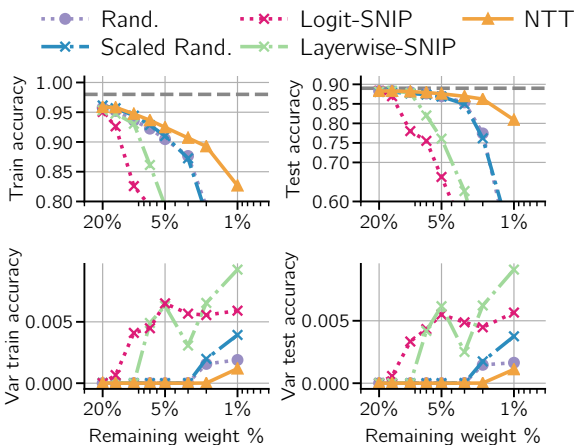 Rand. Logit-SNIP NTT
Scaled Rand. Layerwise-SNIP
Train accuracy
1.00
0.95
0.90
0.85
0.80
20% 5% 1%
Test accuracy
0.90
0.85
0.80
0.75
0.70
0.60
20% 5% 1%
Var train accuracy
0.005
0.000
20% 5% 1%
Remaining weight %
Var test accuracy
0.005
0.000
20% 5% 1%
Remaining weight %